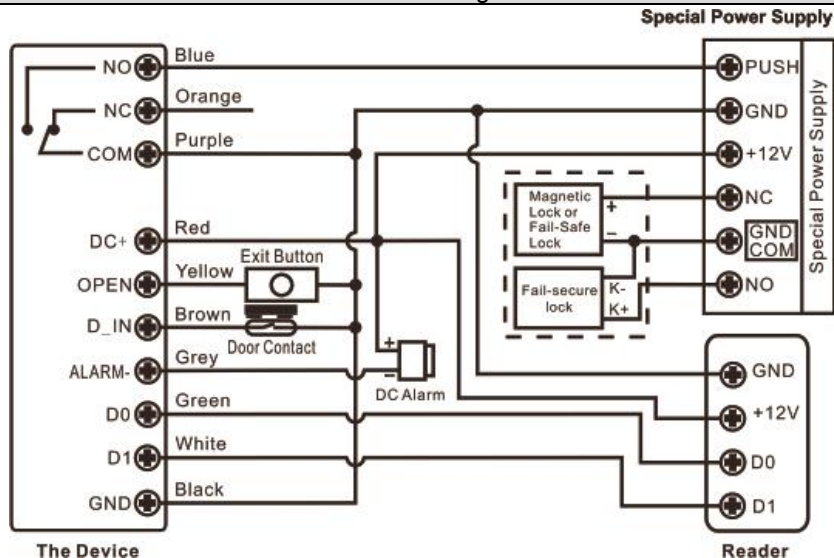 Special Power Supply
NO
Blue
NC
Orange
COM
Purple
DC+
Red
OPEN
Yellow
Exit Button
D_IN
Brown
Door Contact
ALARM-
Grey
+
−
DC Alarm
D0
Green
D1
White
GND
Black
The Device
Magnetic
Lock or
Fail-Safe
Lock
+
−
Fail-secure
lock
K-
K+
PUSH
GND
+12V
NC
GND
COM
NO
Special Power Supply
GND
+12V
D0
D1
Reader